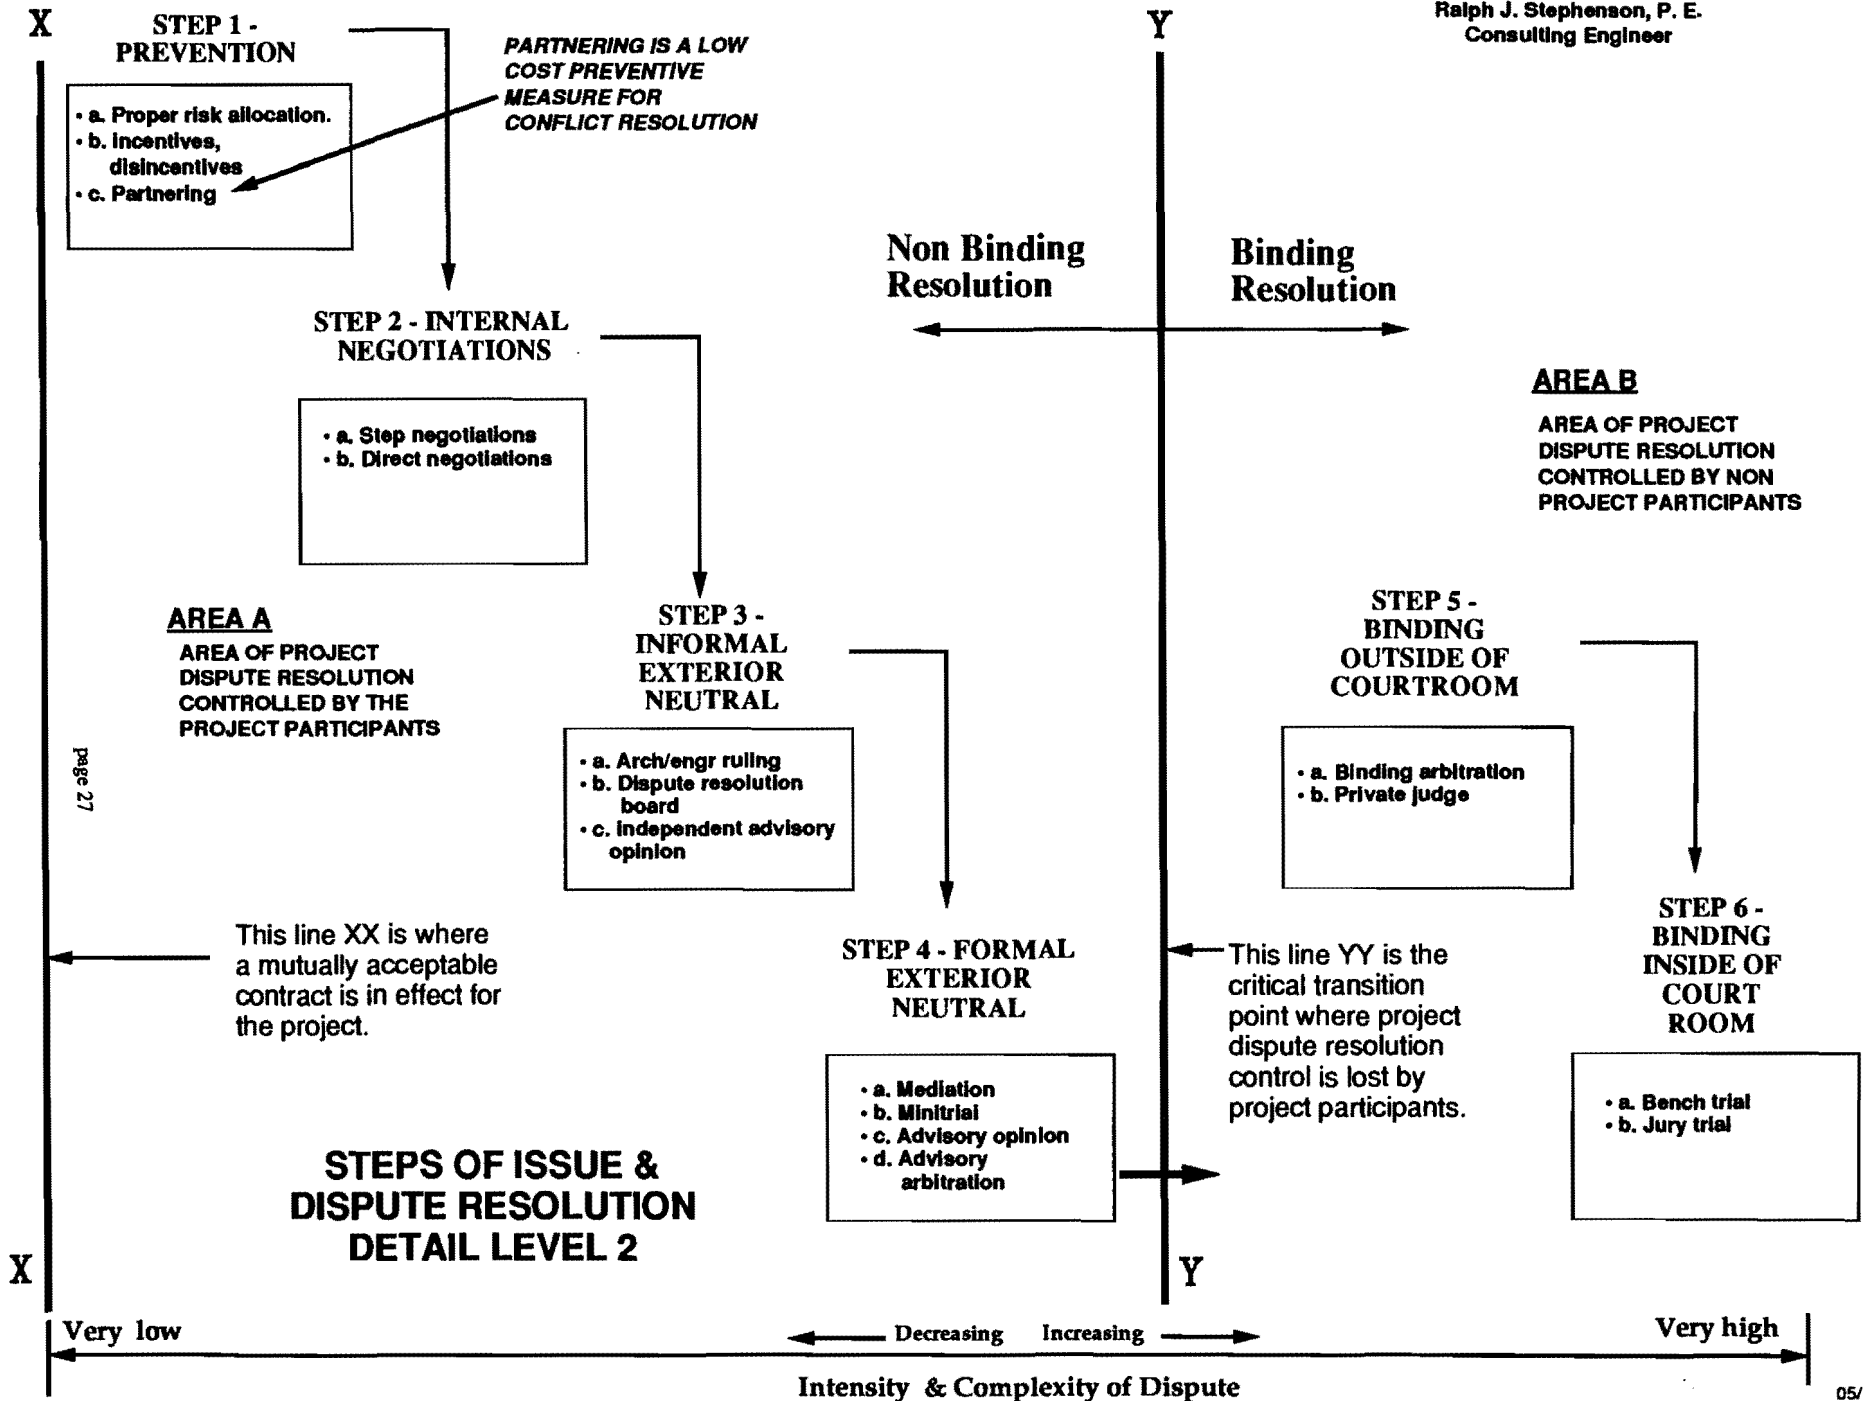 Ralph J. Stephenson, P. E.
Consulting Engineer
X
Y
STEP 1 -
PREVENTION
• a. Proper risk allocation.
• b. Incentives,
disincentives
• c. Partnering
PARTNERING IS A LOW
COST PREVENTIVE
MEASURE FOR
CONFLICT RESOLUTION
Non Binding
Resolution
Binding
Resolution
STEP 2 - INTERNAL
NEGOTIATIONS
• a. Step negotiations
• b. Direct negotiations
AREA B
AREA OF PROJECT
DISPUTE RESOLUTION
CONTROLLED BY NON
PROJECT PARTICIPANTS
AREA A
AREA OF PROJECT
DISPUTE RESOLUTION
CONTROLLED BY THE
PROJECT PARTICIPANTS
STEP 3 -
INFORMAL
EXTERIOR
NEUTRAL
• a. Arch/engr ruling
• b. Dispute resolution
board
• c. Independent advisory
opinion
STEP 5 -
BINDING
OUTSIDE OF
COURTROOM
• a. Binding arbitration
• b. Private judge
page 27
This line XX is where
a mutually acceptable
contract is in effect for
the project.
STEP 4 - FORMAL
EXTERIOR
NEUTRAL
• a. Mediation
• b. Minitrial
• c. Advisory opinion
• d. Advisory
arbitration
This line YY is the
critical transition
point where project
dispute resolution
control is lost by
project participants.
STEP 6 -
BINDING
INSIDE OF
COURT
ROOM
• a. Bench trial
• b. Jury trial
STEPS OF ISSUE &
DISPUTE RESOLUTION
DETAIL LEVEL 2
X
Y
Very low
Decreasing Increasing
Very high
Intensity & Complexity of Dispute
05/